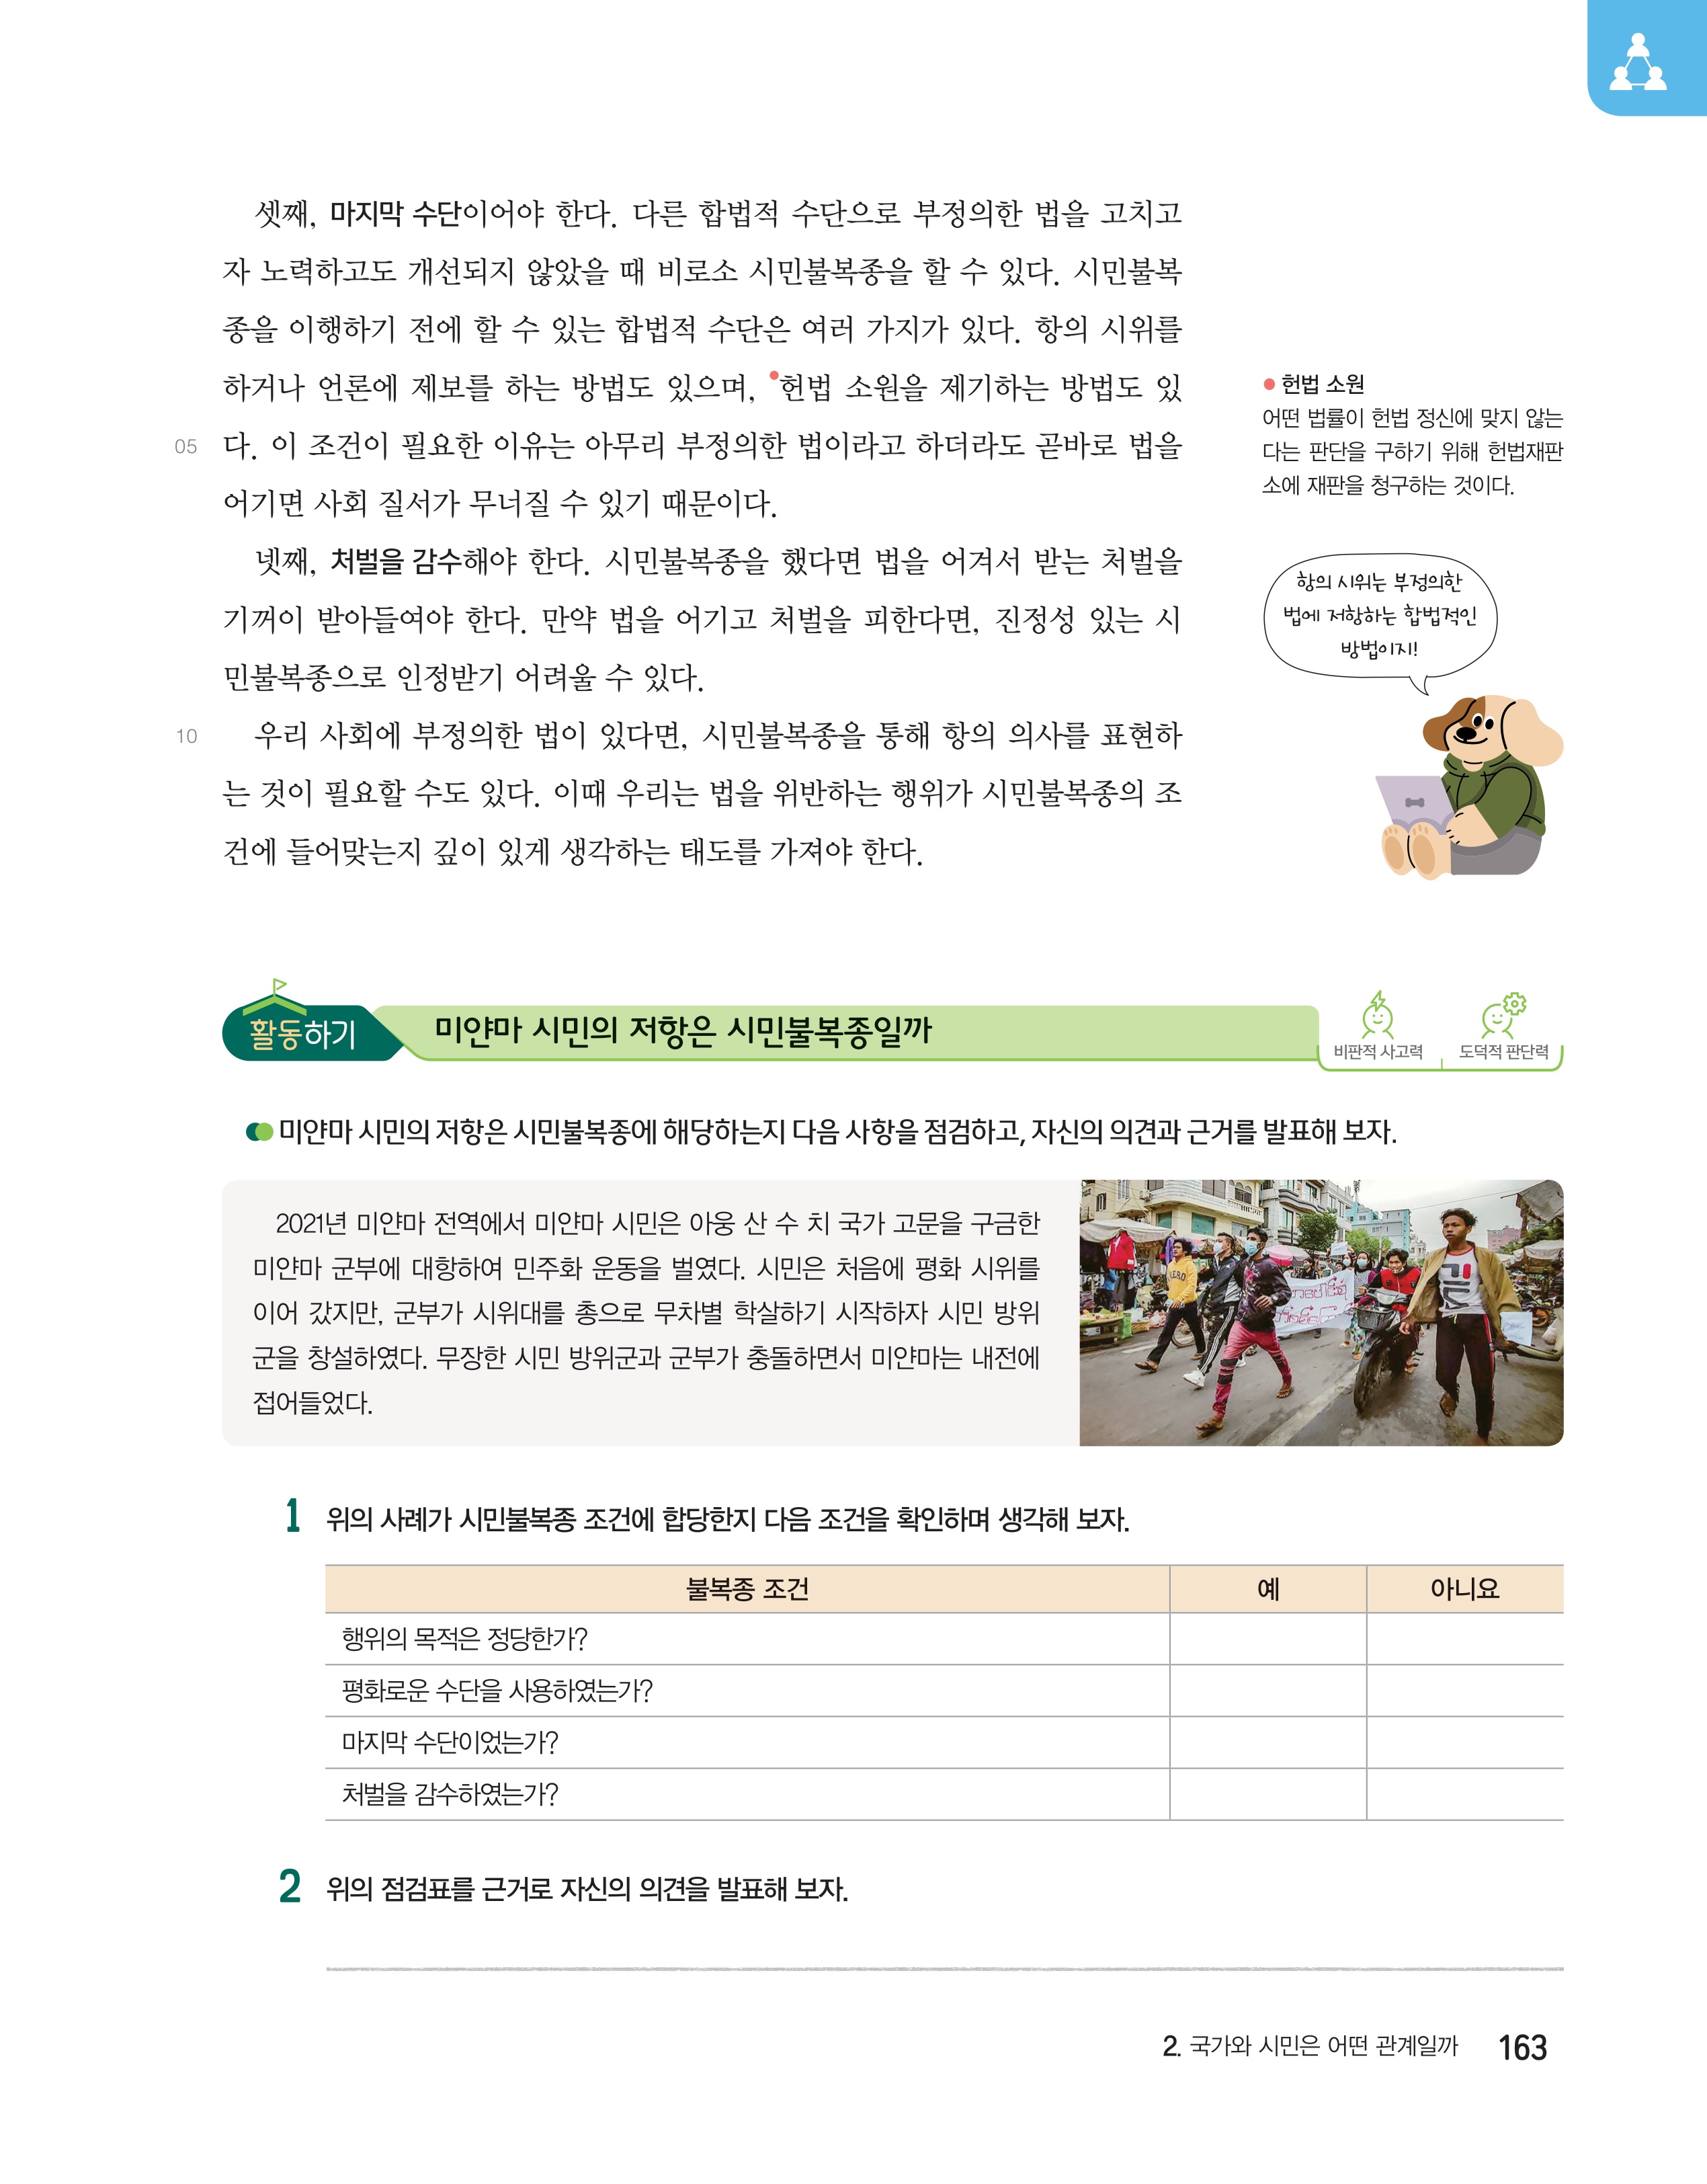 셋째, 마지막 수단이어야 한다. 다른 합법적 수단으로 부정의한 법을 고치고
자 노력하고도 개선되지 않았을 때 비로소 시민불복종을 할 수 있다. 시민불복
종을 이행하기 전에 할 수 있는 합법적 수단은 여러 가지가 있다. 항의 시위를
하거나 언론에 제보를 하는 방법도 있으며, 헌법 소원을 제기하는 방법도 있
05 다. 이 조건이 필요한 이유는 아무리 부정의한 법이라고 하더라도 곧바로 법을
어기면 사회 질서가 무너질 수 있기 때문이다.
넷째, 처벌을 감수해야 한다. 시민불복종을 했다면 법을 어겨서 받는 처벌을
기꺼이 받아들여야 한다. 만약 법을 어기고 처벌을 피한다면, 진정성 있는 시
민불복종으로 인정받기 어려울 수 있다.
10 우리 사회에 부정의한 법이 있다면, 시민불복종을 통해 항의 의사를 표현하
는 것이 필요할 수도 있다. 이때 우리는 법을 위반하는 행위가 시민불복종의 조
건에 들어맞는지 깊이 있게 생각하는 태도를 가져야 한다.
● 헌법 소원
어떤 법률이 헌법 정신에 맞지 않는
다는 판단을 구하기 위해 헌법재판
소에 재판을 청구하는 것이다.
항의 시위는 부정의한
법에 저항하는 합법적인
방법이지!
활동하기
미얀마 시민의 저항은 시민불복종일까
비판적 사고력
도덕적 판단력
미얀마 시민의 저항은 시민불복종에 해당하는지 다음 사항을 점검하고, 자신의 의견과 근거를 발표해 보자.
2021년 미얀마 전역에서 미얀마 시민은 아웅 산 수 치 국가 고문을 구금한
미얀마 군부에 대항하여 민주화 운동을 벌였다. 시민은 처음에 평화 시위를
이어 갔지만, 군부가 시위대를 총으로 무차별 학살하기 시작하자 시민 방위
군을 창설하였다. 무장한 시민 방위군과 군부가 충돌하면서 미얀마는 내전에
접어들었다.
1 위의 사례가 시민불복종 조건에 합당한지 다음 조건을 확인하며 생각해 보자.
불복종 조건 예 아니요
행위의 목적은 정당한가?
평화로운 수단을 사용하였는가?
마지막 수단이었는가?
처벌을 감수하였는가?
2 위의 점검표를 근거로 자신의 의견을 발표해 보자.
2. 국가와 시민은 어떤 관계일까 163